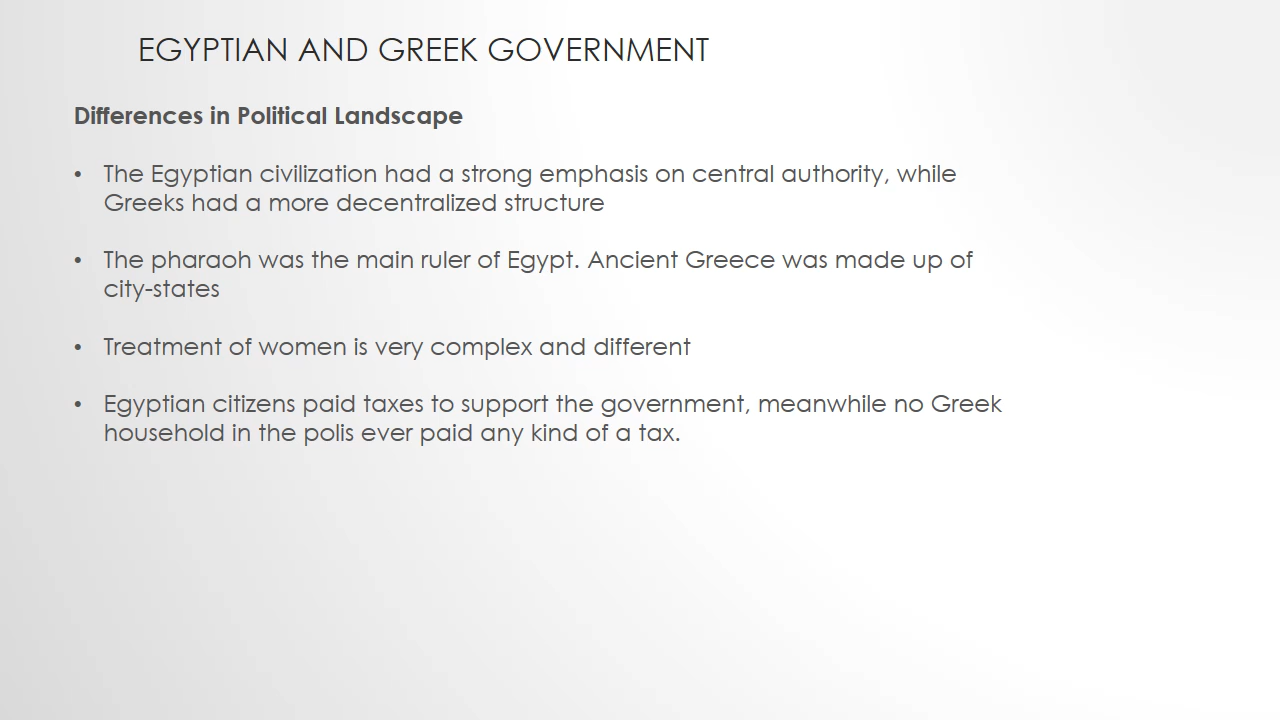 EGYPTIAN AND GREEK GOVERNMENT
Differences in Political Landscape
• The Egyptian civilization had a strong emphasis on central authority, while
Greeks had a more decentralized structure
• The pharaoh was the main ruler of Egypt. Ancient Greece was made up of
city-states
• Treatment of women is very complex and different
• Egyptian citizens paid taxes to support the government, meanwhile no Greek
household in the polis ever paid any kind of a tax.